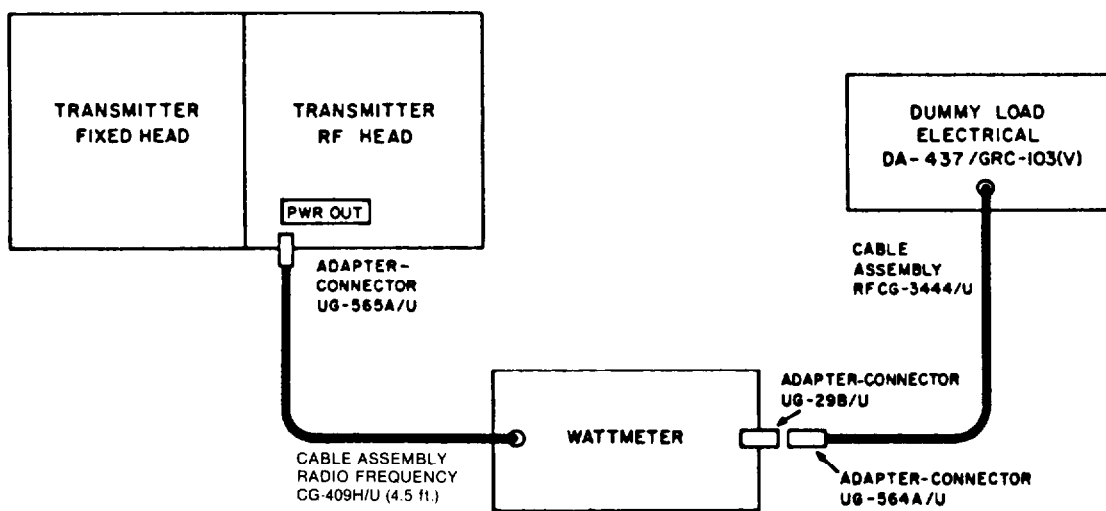 TRANSMITTER
FIXED HEAD
TRANSMITTER
RF HEAD
PWR OUT
ADAPTER-
CONNECTOR
UG-565A/U
DUMMY LOAD
ELECTRICAL
DA-437/GRC-103(V)
CABLE
ASSEMBLY
RFCG-3444/U
CABLE ASSEMBLY
RADIO FREQUENCY
CG-409H/U (4.5 ft.)
WATTMETER
ADAPTER-CONNECTOR
UG-29B/U
ADAPTER-CONNECTOR
UG-564A/U